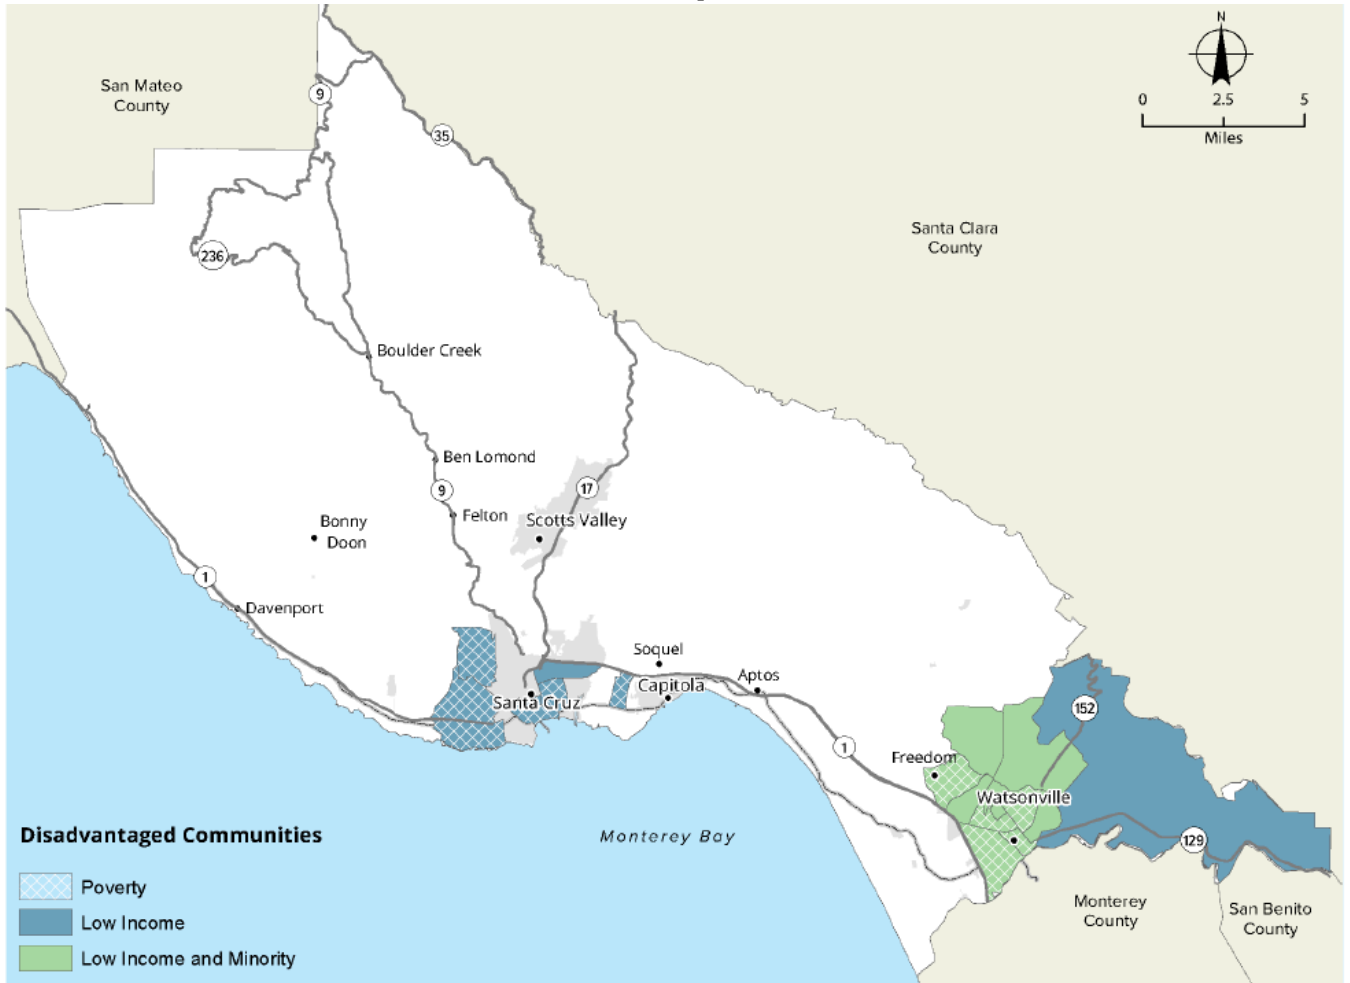 San Mateo
County
9
35
N
0 2.5 5
Miles
236
Santa Clara
County
Boulder Creek
Ben Lomond
9
Felton
17
Scotts Valley
Bonny
Doon
1
Davenport
Soquel
Aptos
Capitola
Santa Cruz
152
1
Freedom
Watsonville
129
Monterey Bay
Monterey
County
San Benito
County
Disadvantaged Communities
Poverty
Low Income
Low Income and Minority